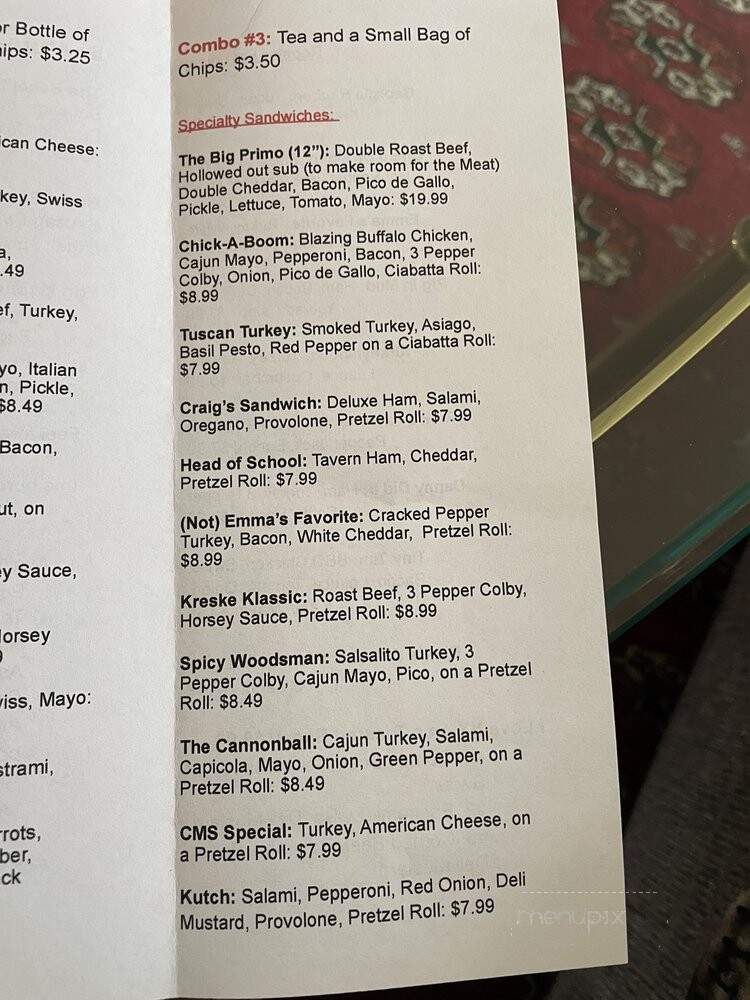 or Bottle of
ips: $3.25
ican Cheese:
key, Swiss
a,
.49
ef, Turkey,
yo, Italian
n, Pickle,
$8.49
Bacon,
ut, on
ey Sauce,
Horsey
iss, Mayo:
strami,
rrots,
ber,
ck
Combo #3: Tea and a Small Bag of
Chips: $3.50
Specialty Sandwiches:
The Big Primo (12”): Double Roast Beef,
Hollowed out sub (to make room for the Meat)
Double Cheddar, Bacon, Pico de Gallo,
Pickle, Lettuce, Tomato, Mayo: $19.99
Chick-A-Boom: Blazing Buffalo Chicken,
Cajun Mayo, Pepperoni, Bacon, 3 Pepper
Colby, Onion, Pico de Gallo, Ciabatta Roll:
$8.99
Tuscan Turkey: Smoked Turkey, Asiago,
Basil Pesto, Red Pepper on a Ciabatta Roll:
$7.99
Craig’s Sandwich: Deluxe Ham, Salami,
Oregano, Provolone, Pretzel Roll: $7.99
Head of School: Tavern Ham, Cheddar,
Pretzel Roll: $7.99
(Not) Emma’s Favorite: Cracked Pepper
Turkey, Bacon, White Cheddar, Pretzel Roll:
$8.99
Kreske Klassic: Roast Beef, 3 Pepper Colby,
Horsey Sauce, Pretzel Roll: $8.99
Spicy Woodsman: Salsalito Turkey, 3
Pepper Colby, Cajun Mayo, Pico, on a Pretzel
Roll: $8.49
The Cannonball: Cajun Turkey, Salami,
Capicola, Mayo, Onion, Green Pepper, on a
Pretzel Roll: $8.49
CMS Special: Turkey, American Cheese, on
a Pretzel Roll: $7.99
Kutch: Salami, Pepperoni, Red Onion, Deli
Mustard, Provolone, Pretzel Roll: $7.99
menupix